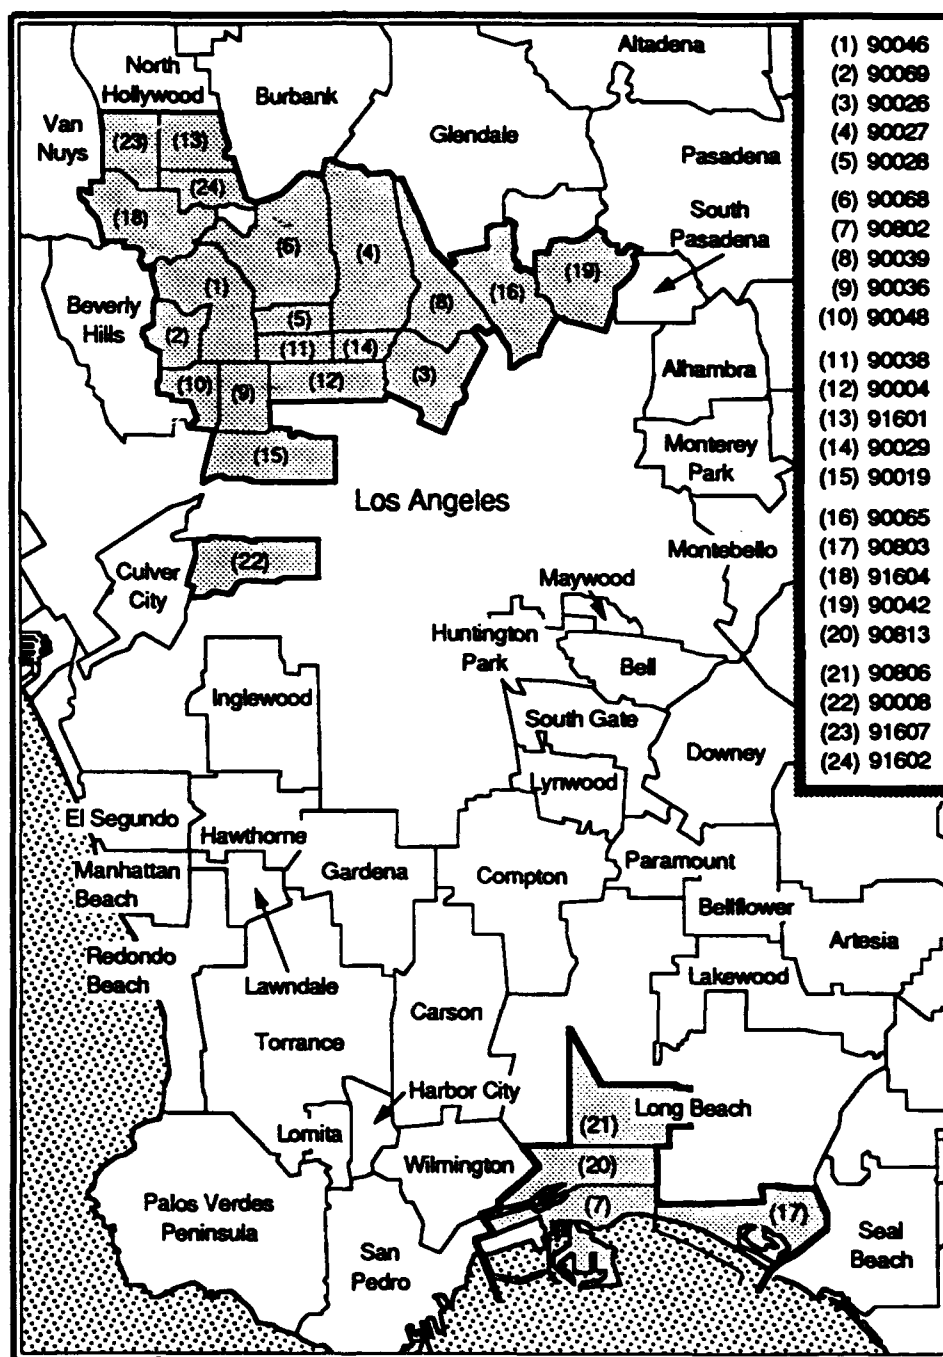 Altadena
North
Hollywood
Burbank
Van
Nuys
(23)
(13)
Glendale
Pasadena
(24)
South
Pasadena
(18)
(6)
(4)
(19)
(16)
(1)
Beverly
Hills
(8)
(5)
(2)
(11)
(14)
(3)
(10)
(9)
(12)
Alhambra
Monterey
Park
(15)
Los Angeles
Montebello
(22)
Culver
City
Maywood
Huntington
Park
Bell
Inglewood
South Gate
Downey
Lynwood
El Segundo
Hawthorne
Manhattan
Beach
Gardena
Compton
Paramount
Bellflower
Artesia
Redondo
Beach
Lawndale
Lakewood
Carson
Torrance
Harbor City
Long Beach
(21)
Lomita
Wilmington
(20)
Palos Verdes
Peninsula
(7)
(17)
San
Pedro
Seal
Beach
(1) 90046
(2) 90069
(3) 90026
(4) 90027
(5) 90028
(6) 90068
(7) 90802
(8) 90039
(9) 90036
(10) 90048
(11) 90038
(12) 90004
(13) 91601
(14) 90029
(15) 90019
(16) 90065
(17) 90803
(18) 91604
(19) 90042
(20) 90813
(21) 90806
(22) 90008
(23) 91607
(24) 91602